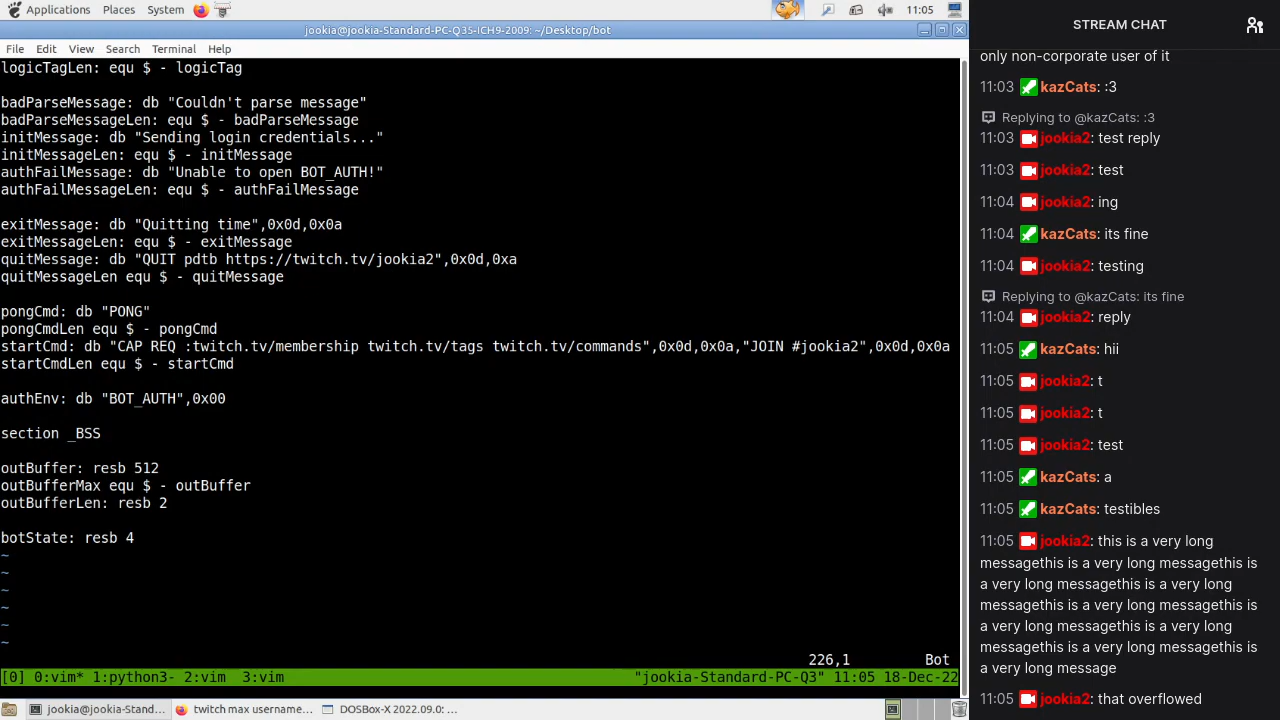 Applications Places System 11:05
jookia@jookia-Standard-PC-Q35-ICH9-2009: ~/Desktop/bot
File Edit View Search Terminal Help
logicTagLen: equ $ - logicTag
badParseMessage: db "Couldn't parse message"
badParseMessageLen: equ $ - badParseMessage
initMessage: db "Sending login credentials..."
initMessageLen: equ $ - initMessage
authFailMessage: db "Unable to open BOT_AUTH!"
authFailMessageLen: equ $ - authFailMessage
exitMessage: db "Quitting time",0x0d,0x0a
exitMessageLen: equ $ - exitMessage
quitMessage: db "QUIT pdtb https://twitch.tv/jookia2",0x0d,0xa
quitMessageLen equ $ - quitMessage
pongCmd: db "PONG"
pongCmdLen equ $ - pongCmd
startCmd: db "CAP REQ :twitch.tv/membership twitch.tv/tags twitch.tv/commands",0x0d,0x0a,"JOIN #jookia2",0x0d,0x0a
startCmdLen equ $ - startCmd
authEnv: db "BOT_AUTH",0x00
section _BSS
outBuffer: resb 512
outBufferMax equ $ - outBuffer
outBufferLen: resb 2
botState: resb 4
~
~
~
~
~
~
226,1 Bot
[0] 0:vim* 1:python3- 2:vim 3:vim "jookia-Standard-PC-Q3" 11:05 18-Dec-22
jookia@jookia-Stand... twitch max username... DOSBox-X 2022.09.0: ...
STREAM CHAT
only non-corporate user of it
11:03 kazCats: :3
Replying to @kazCats: :3
11:03 jookia2: test reply
11:03 jookia2: test
11:04 jookia2: ing
11:04 kazCats: its fine
11:04 jookia2: testing
Replying to @kazCats: its fine
11:04 jookia2: reply
11:05 kazCats: hii
11:05 jookia2: t
11:05 jookia2: t
11:05 jookia2: test
11:05 kazCats: a
11:05 kazCats: testibles
11:05 jookia2: this is a very long
messagethis is a very long messagethis is
a very long messagethis is a very long
messagethis is a very long messagethis is
a very long messagethis is a very long
messagethis is a very long messagethis is
a very long message
11:05 jookia2: that overflowed